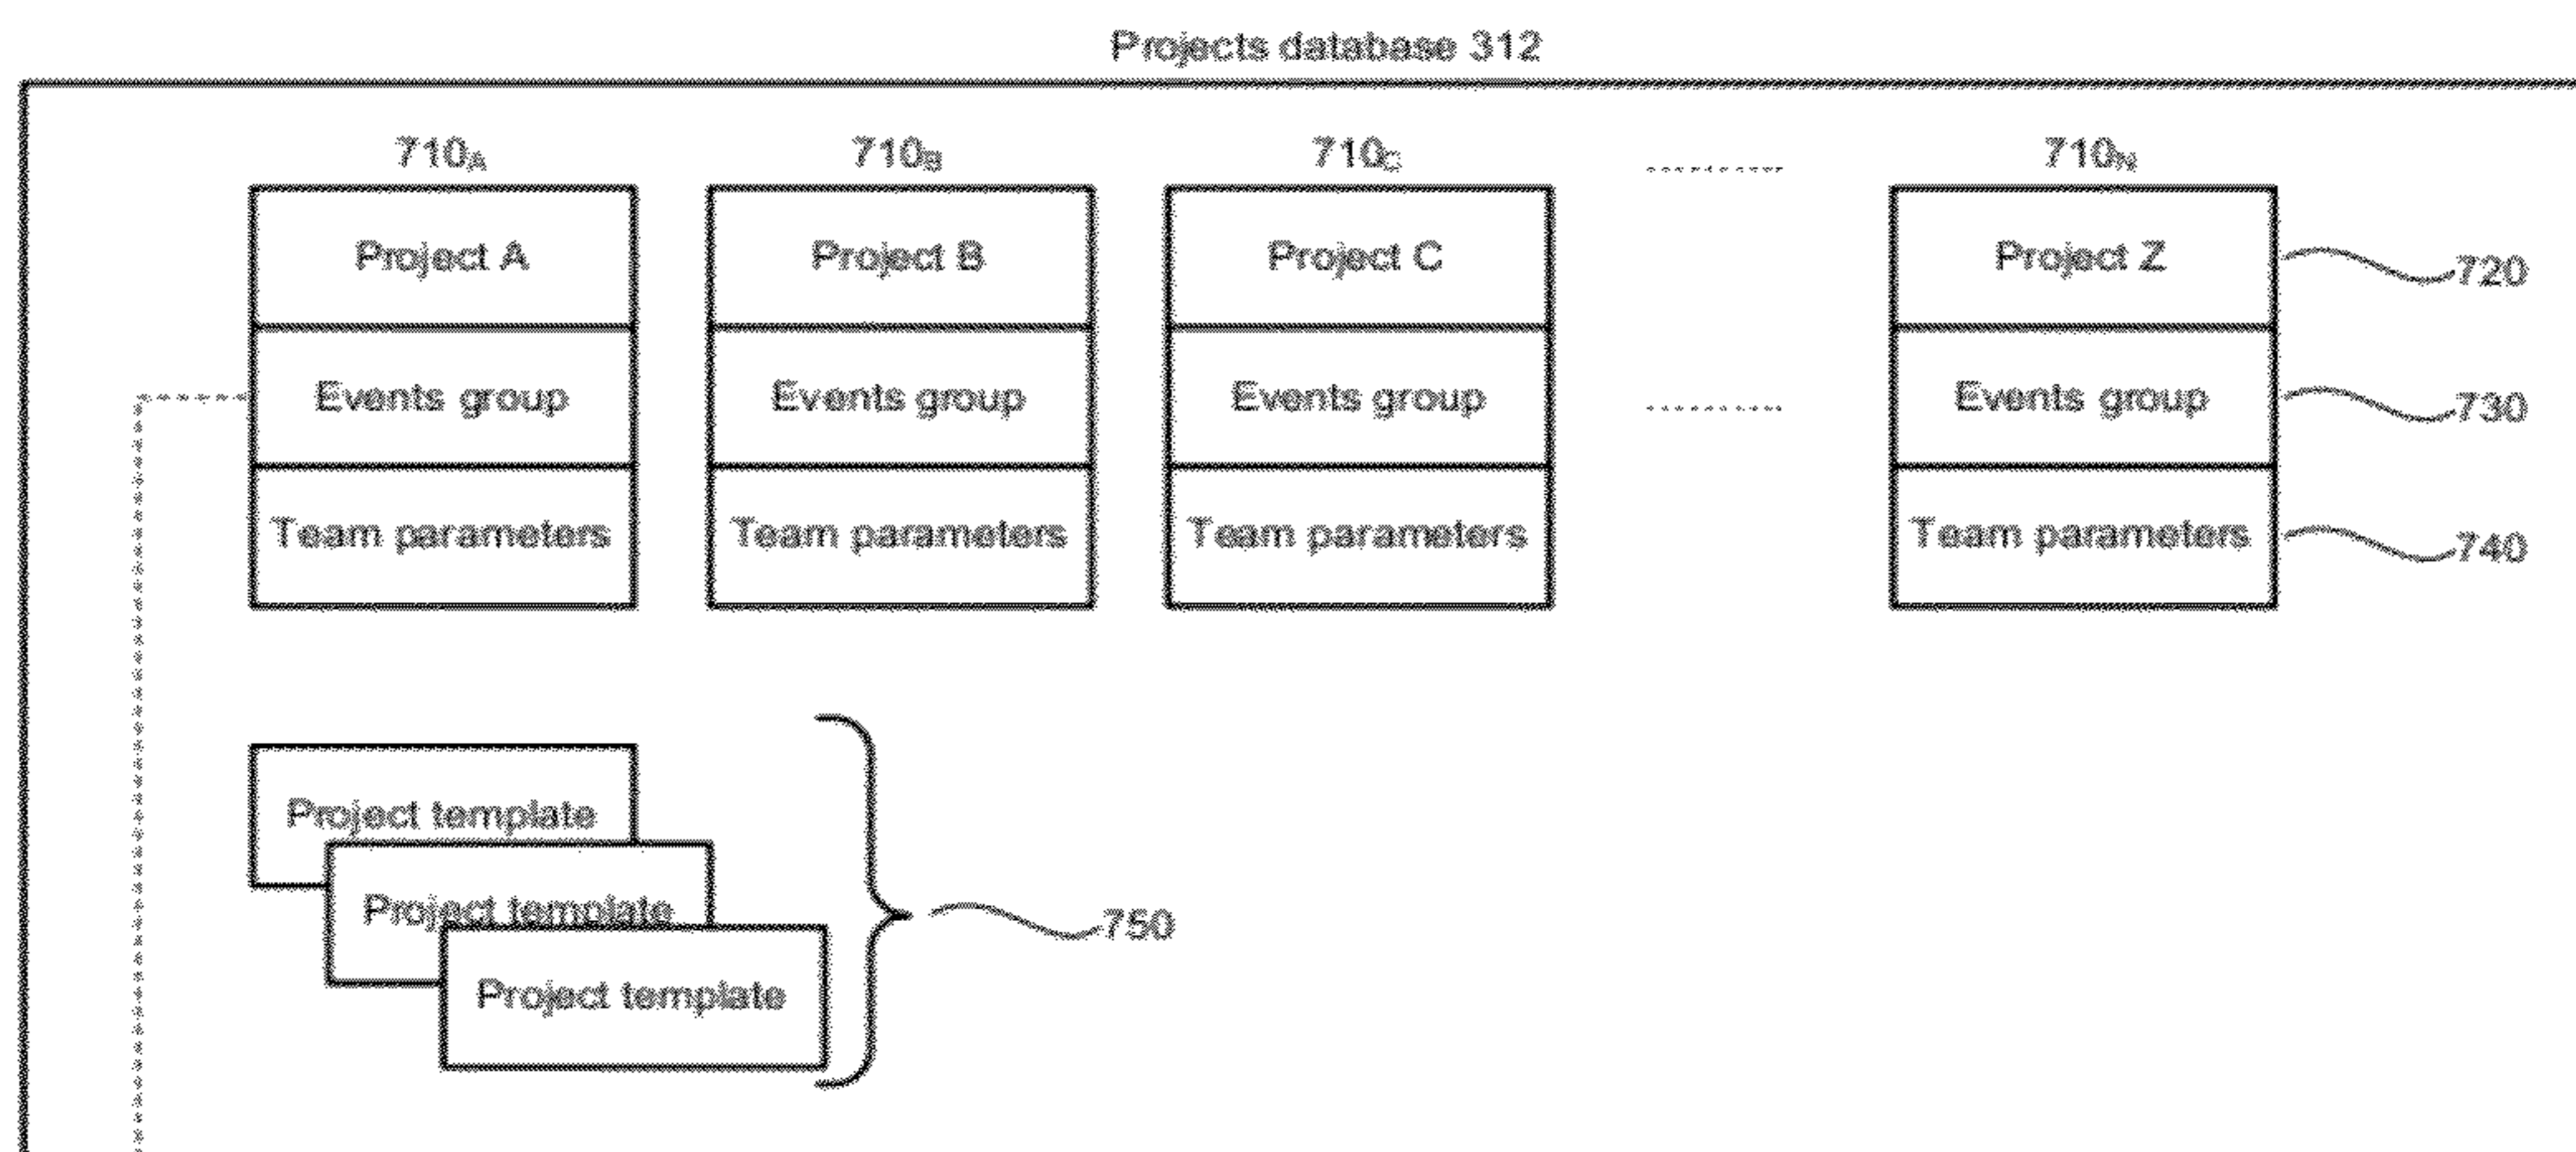 Projects database 312
710A 710B 710C 710N
Project A Project B Project C Project Z 720
Events group Events group Events group Events group 730
Team parameters Team parameters Team parameters Team parameters 740
Project template
Project template
Project template
750